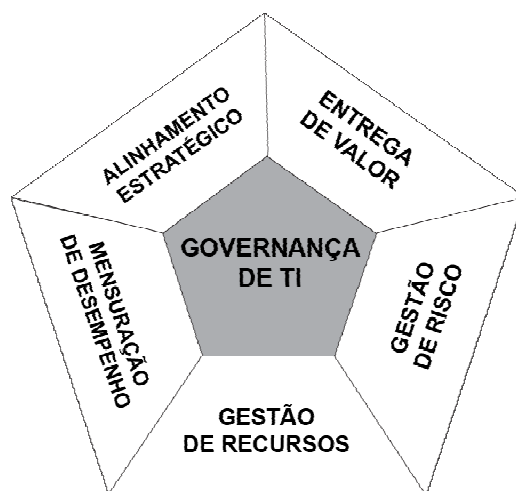 ALINHAMENTO
ESTRATÉGICO
ENTREGA
DE VALOR
GOVERNANÇA
DE TI
MENSURAÇÃO
DE DESEMPENHO
GESTÃO
DE RISCO
GESTÃO
DE RECURSOS